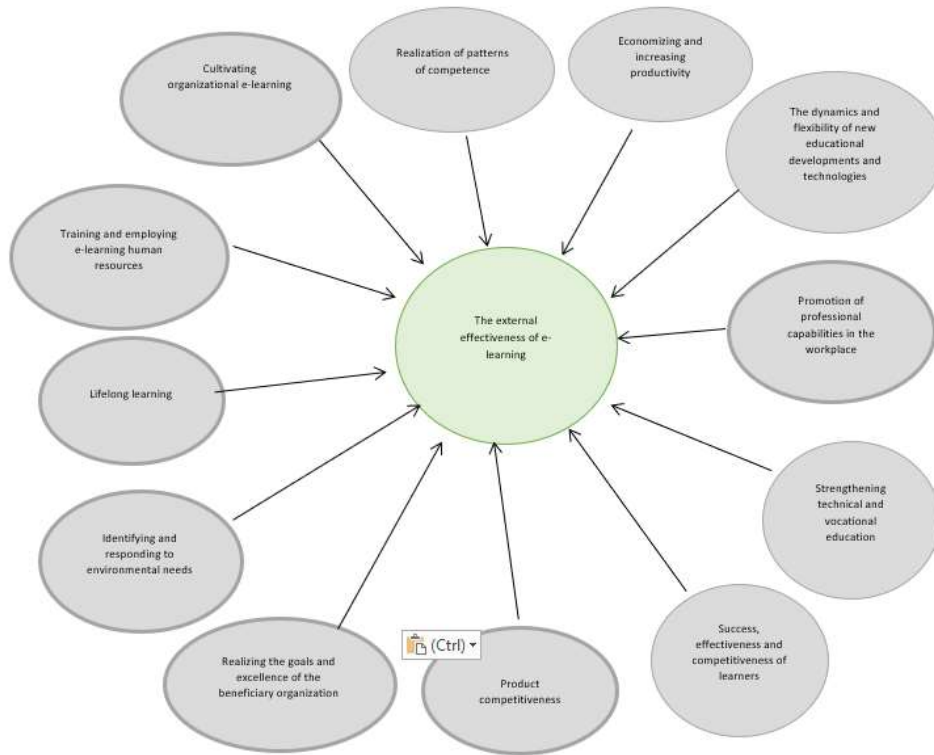 Cultivating
organizational e-learning
Realization of patterns
of competence
Economizing and
increasing
productivity
The dynamics and
flexibility of new
educational
developments and
technologies
Training and employing
e-learning human
resources
The external
effectiveness of e-
learning
Promotion of
professional
capabilities in the
workplace
Lifelong learning
Strengthening
technical and
vocational
education
Identifying and
responding to
environmental needs
Success,
effectiveness and
competitiveness of
learners
(Ctrl)
Realizing the goals and
excellence of the
beneficiary organization
Product
competitiveness